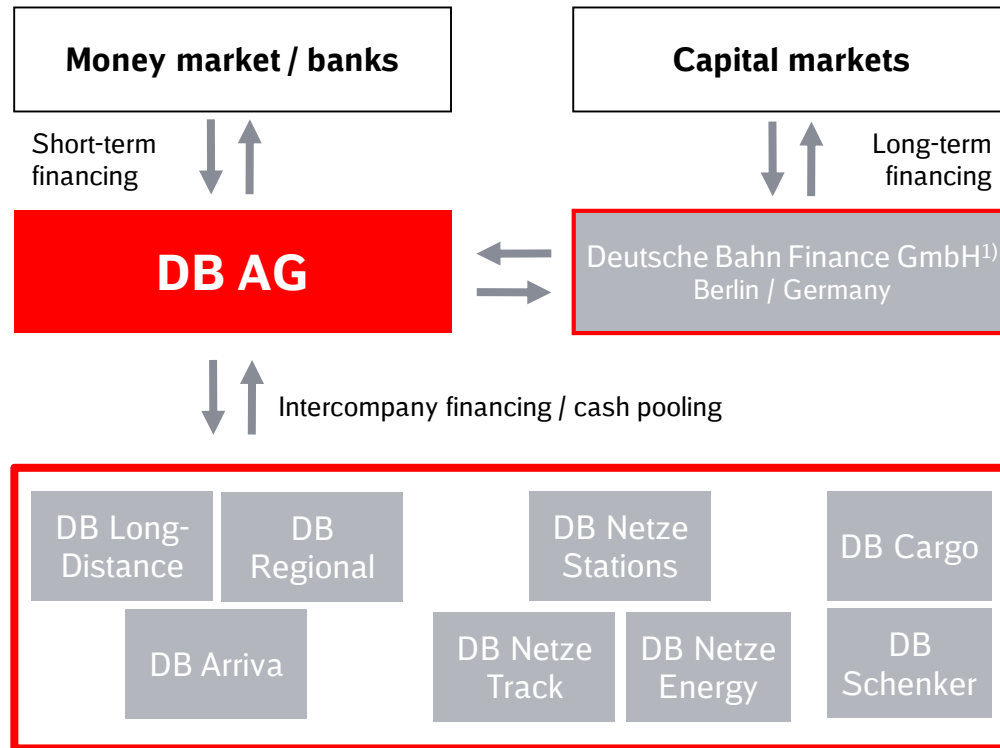 Money market / banks
Capital markets
Short-term
financing
Long-term
financing
DB AG
Deutsche Bahn Finance GmbH¹⁾
Berlin / Germany
Intercompany financing / cash pooling
DB Long-
Distance
DB
Regional
DB Arriva
DB Netze
Stations
DB Netze
Track
DB Netze
Energy
DB Cargo
DB
Schenker